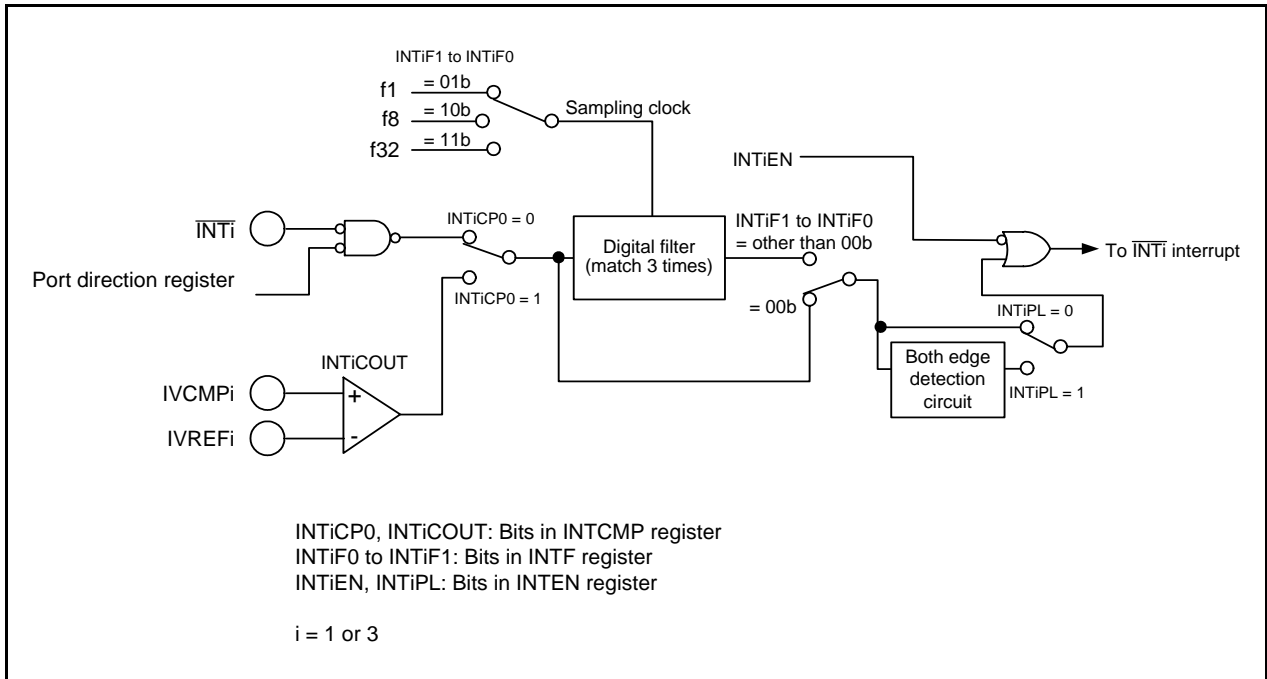 INTiF1 to INTiF0
f1
= 01b
f8
= 10b
f32
= 11b
Sampling clock
INTiEN
INTi
Port direction register
INTiCP0 = 0
INTiCP0 = 1
Digital filter
(match 3 times)
INTiF1 to INTiF0
= other than 00b
= 00b
To INTi interrupt
INTiPL = 0
Both edge
detection
circuit
INTiPL = 1
INTiCOUT
IVCMPi
+
IVREFi
-
INTiCP0, INTiCOUT: Bits in INTCMP register
INTiF0 to INTiF1: Bits in INTF register
INTiEN, INTiPL: Bits in INTEN register
i = 1 or 3